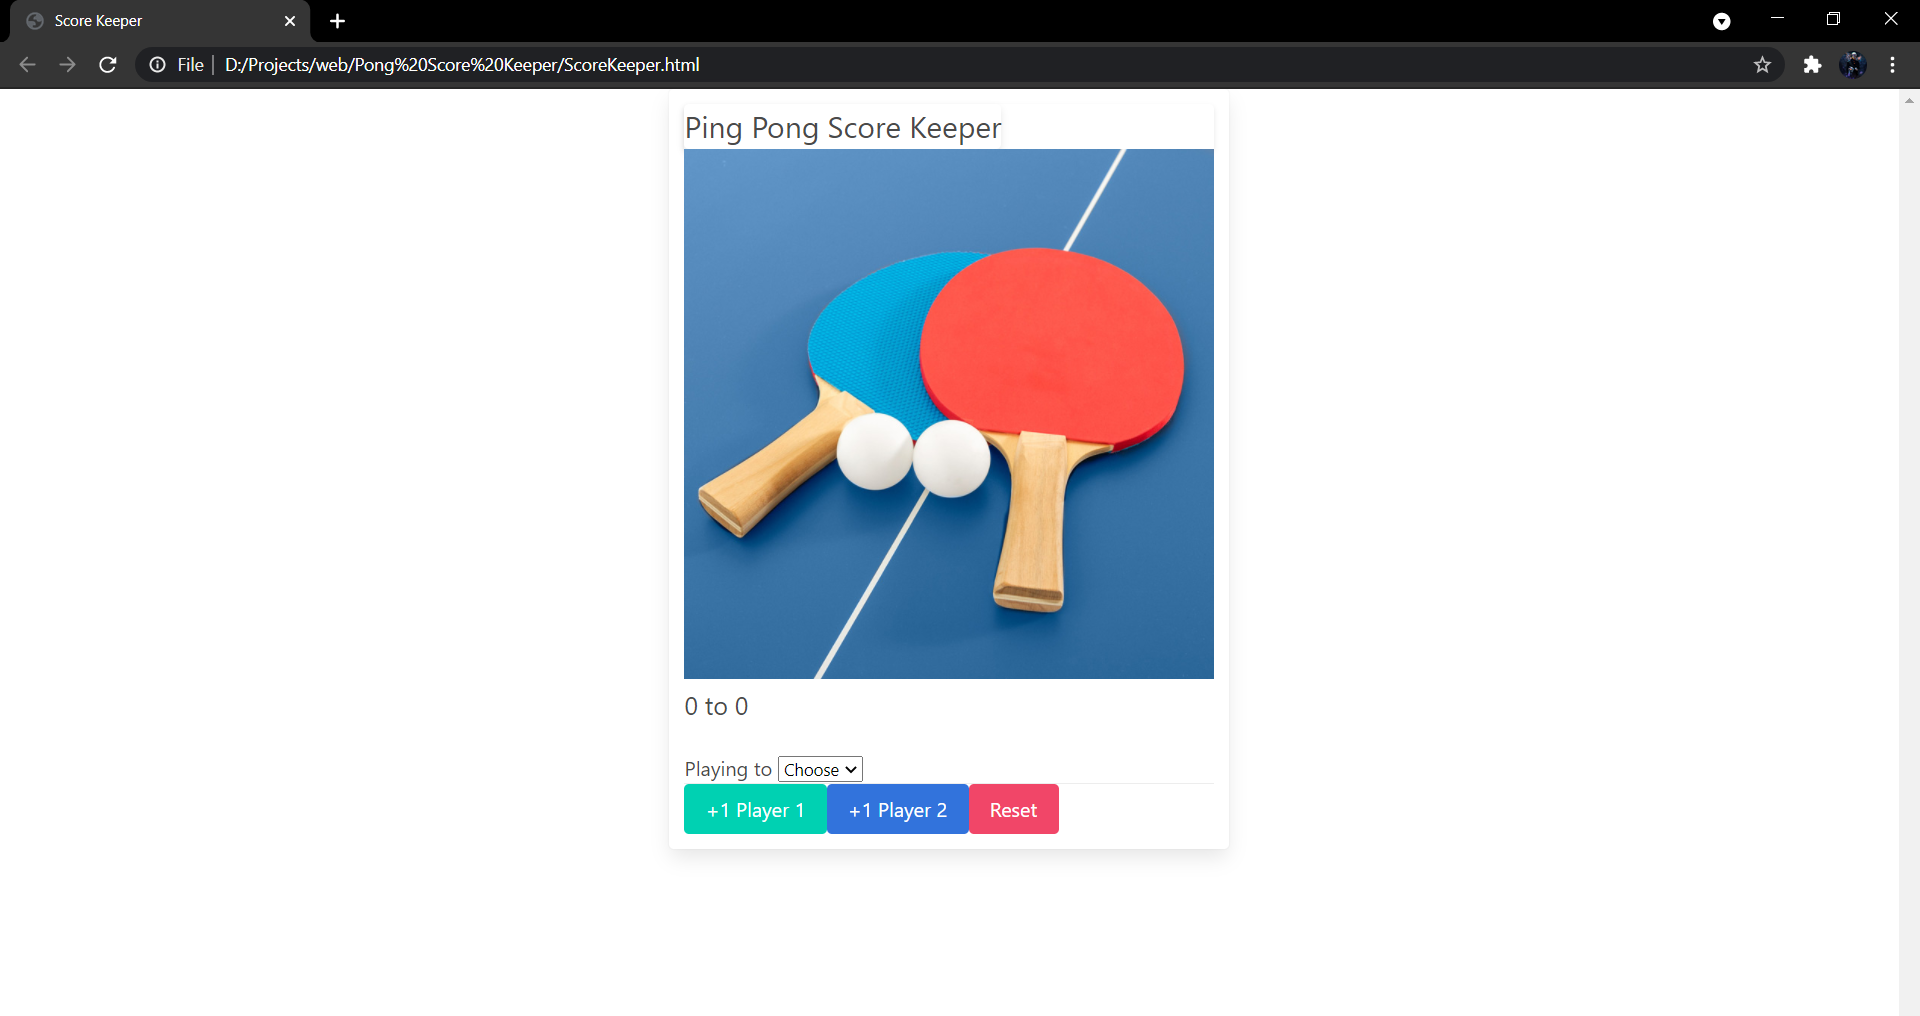 Score Keeper
File D:/Projects/web/Pong%20Score%20Keeper/ScoreKeeper.html
Ping Pong Score Keeper
0 to 0
Playing to Choose
+1 Player 1 +1 Player 2 Reset